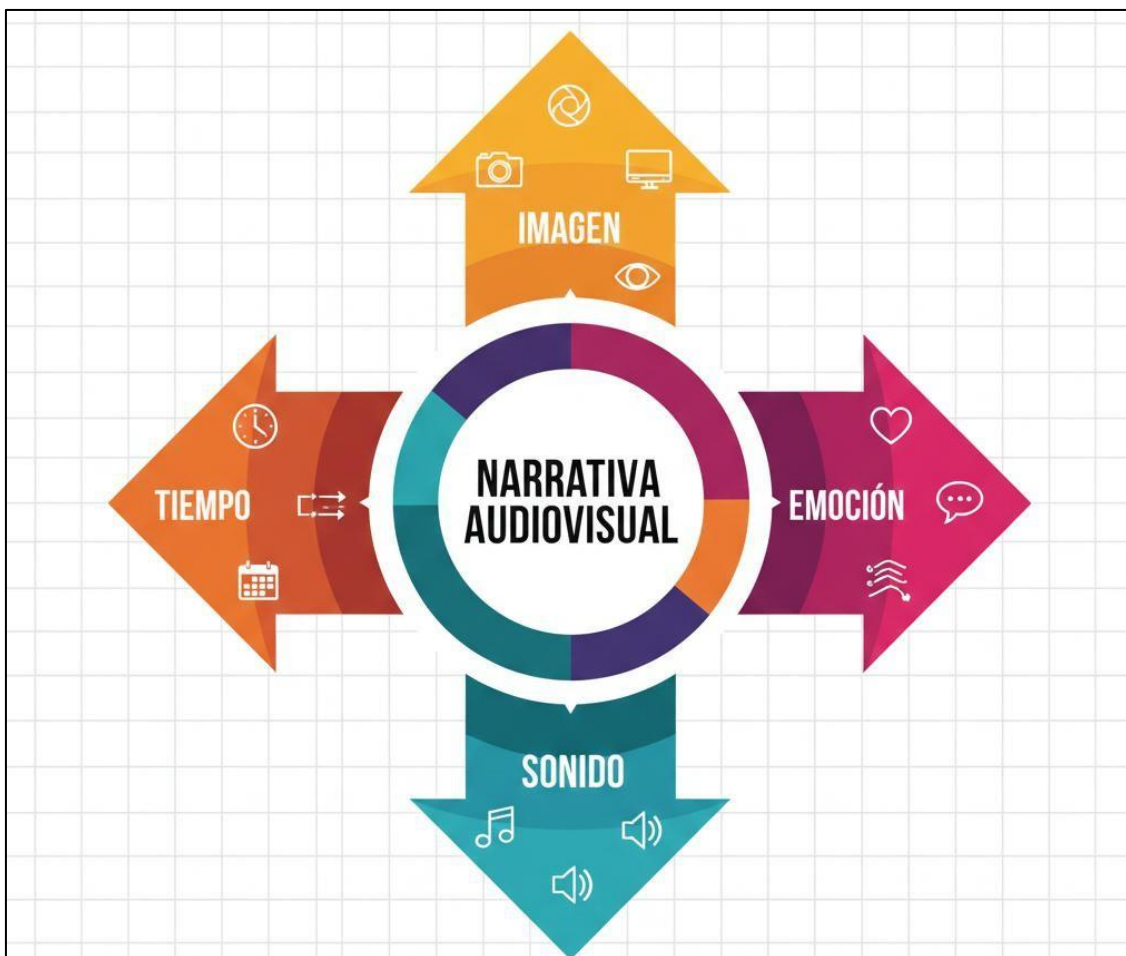 IMAGEN
TIEMPO
NARRATIVA
AUDIOVISUAL
EMOCIÓN
SONIDO